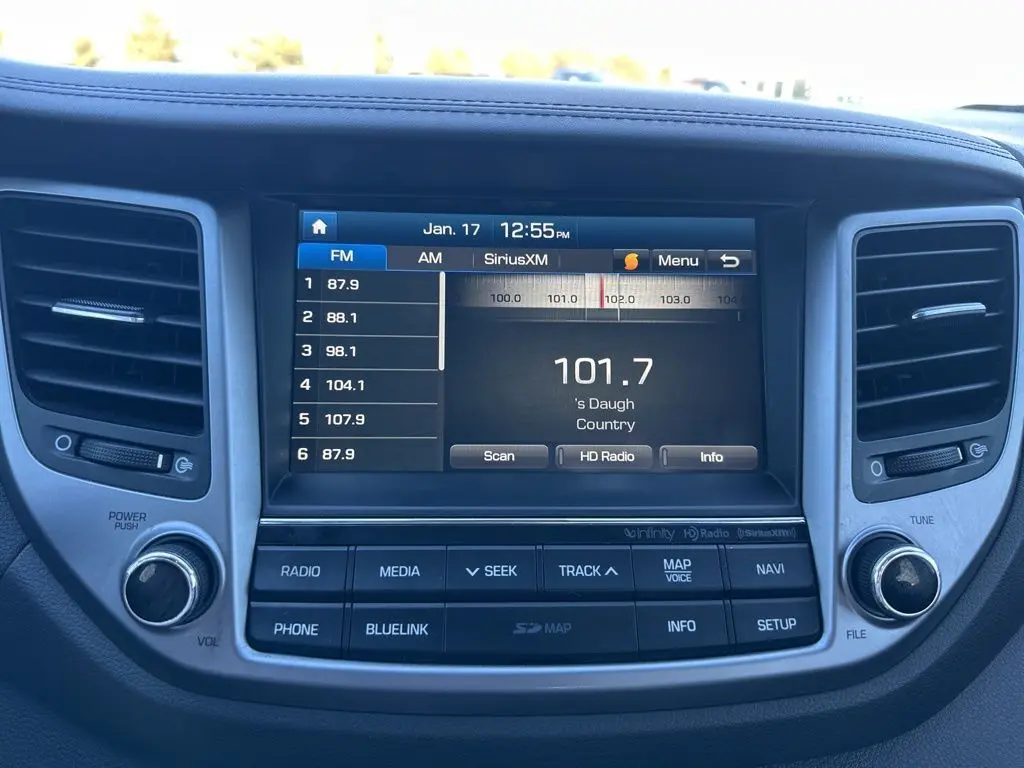 Jan. 17 12:55 PM
FM AM SiriusXM Menu
1 87.9
2 88.1
3 98.1
4 104.1
5 107.9
6 87.9
100.0 101.0 102.0 103.0 104
101.7
's Daugh
Country
Scan HD Radio Info
infinity HD Radio (((SiriusXM)))
POWER
PUSH
VOL
TUNE
FILE
RADIO MEDIA SEEK TRACK MAP VOICE NAVI
PHONE BLUELINK SD MAP INFO SETUP